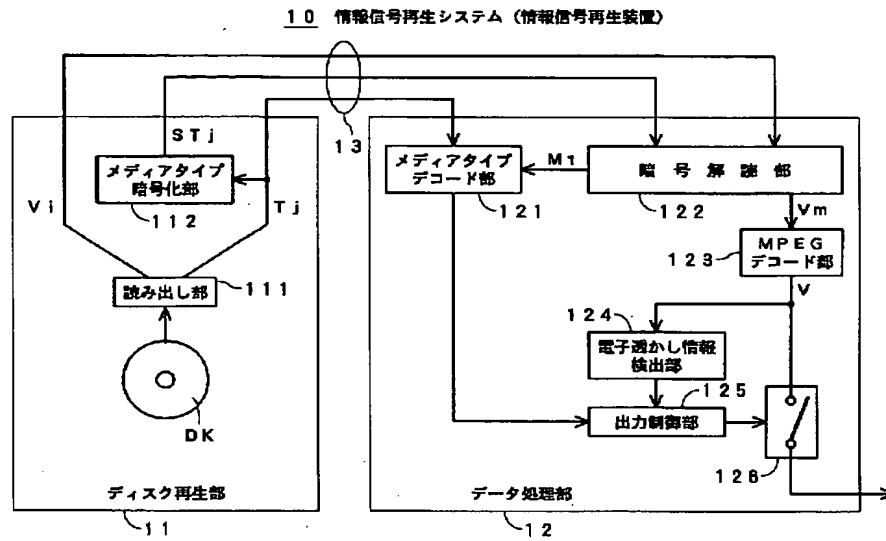 10 情報信号再生システム（情報信号再生装置）
STj
13
メディアタイプ
暗号化部
112
Vi
Tj
読み出し部
111
DK
ディスク再生部
11
メディアタイプ
デコード部
121
M1
暗号解読部
122
Vm
MPEG
デコード部
123
V
124
電子透かし情報
検出部
125
出力制御部
126
データ処理部
12